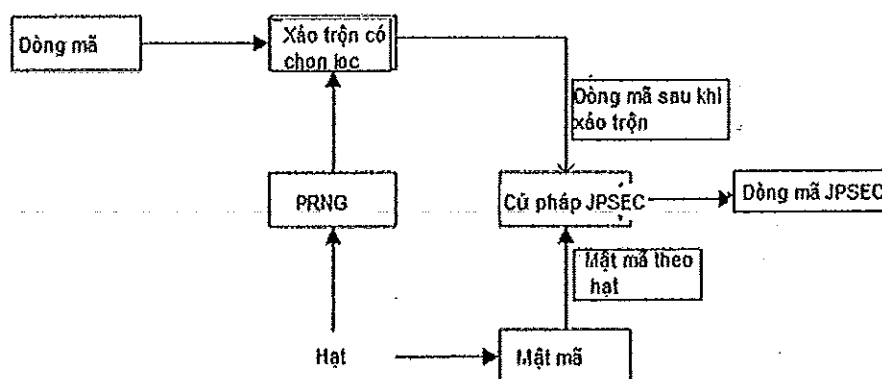 Dòng mã
Xáo trộn có
chọn lọc
Dòng mã sau khi
xáo trộn
PRNG
Cú pháp JPSEC
Dòng mã JPSEC
Mật mã theo
hạt
Hạt
Mật mã